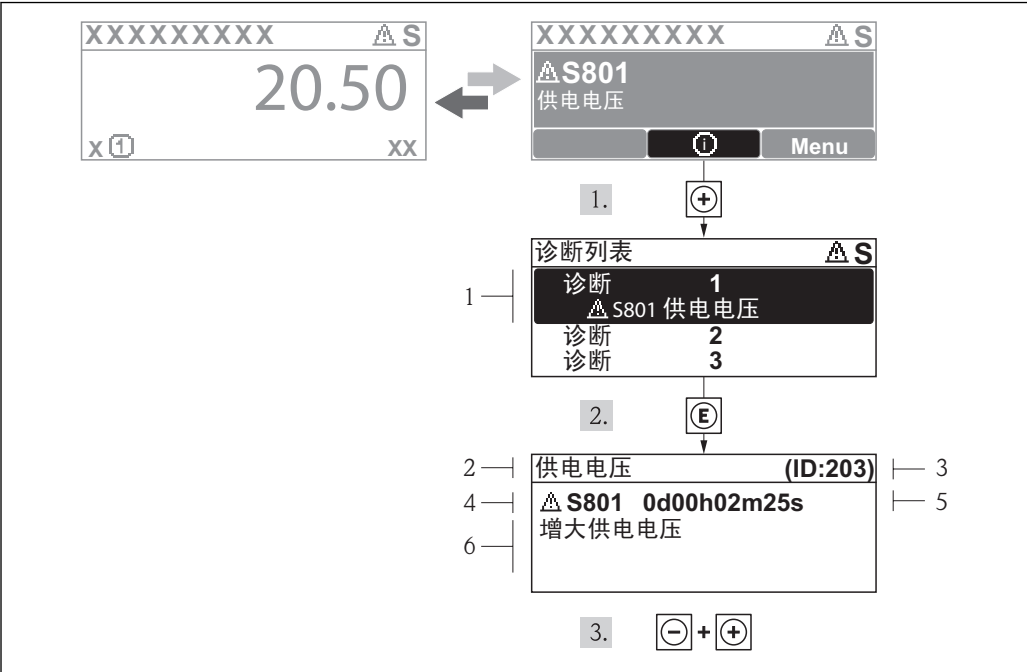 XXXXXXXXX ⚠ S
20.50
x ① xx
XXXXXXXXX ⚠ S
⚠ S801
供电电压
ⓘ Menu
1. +
诊断列表 ⚠ S
1
诊断 1
⚠ S801 供电电压
诊断 2
诊断 3
2. E
2 供电电压 (ID:203) 3
4 ⚠ S801 0d00h02m25s 5
6 增大供电电压
3. - + +